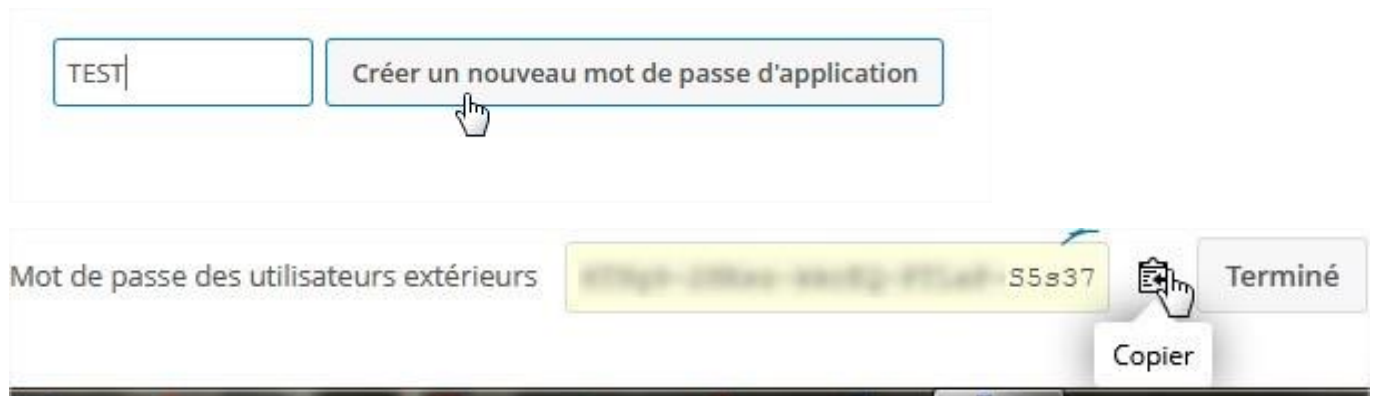 TEST
Créer un nouveau mot de passe d'application
Mot de passe des utilisateurs extérieurs
S5s37
Terminé
Copier